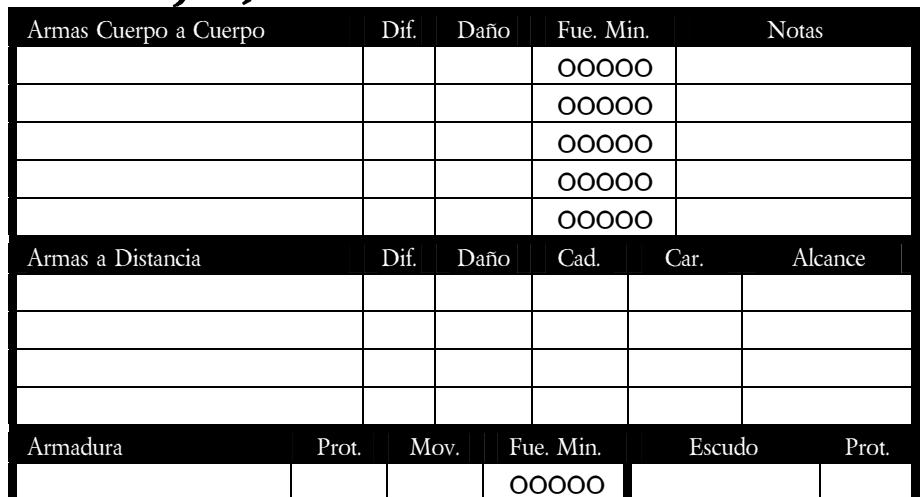 Armas Cuerpo a Cuerpo Dif. Daño Fue. Min. Notas
OOOOO
OOOOO
OOOOO
OOOOO
OOOOO
Armas a Distancia Dif. Daño Cad. Car. Alcance
Armadura Prot. Mov. Fue. Min. Escudo Prot.
OOOOO